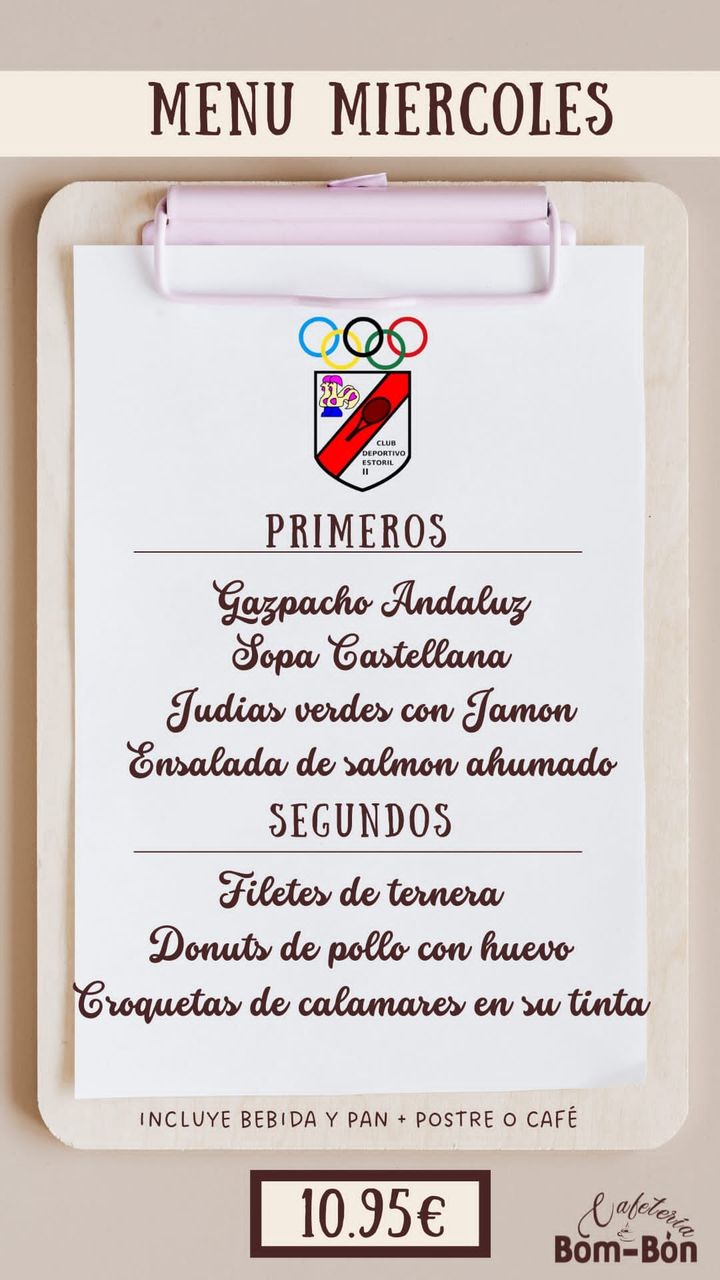 MENU MIERCOLES
CLUB
DEPORTIVO
ESTORIL
II
PRIMEROS
Gazpacho Andaluz
Sopa Castellana
Judias verdes con Jamon
Ensalada de salmon ahumado
SEGUNDOS
Filetes de ternera
Donuts de pollo con huevo
Croquetas de calamares en su tinta
INCLUYE BEBIDA Y PAN + POSTRE O CAFÉ
10.95€
Cafetería
Bom-Bòn